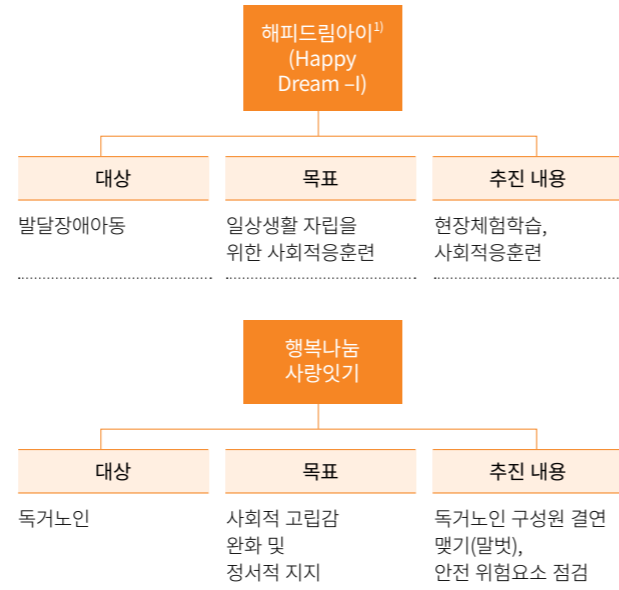 해피드림아이1)
(Happy
Dream –I)
대상
목표
추진 내용
발달장애아동
일상생활 자립을
위한 사회적응훈련
현장체험학습,
사회적응훈련
행복나눔
사랑잇기
대상
목표
추진 내용
독거노인
사회적 고립감
완화 및
정서적 지지
독거노인 구성원 결연
맺기(말벗),
안전 위험요소 점검